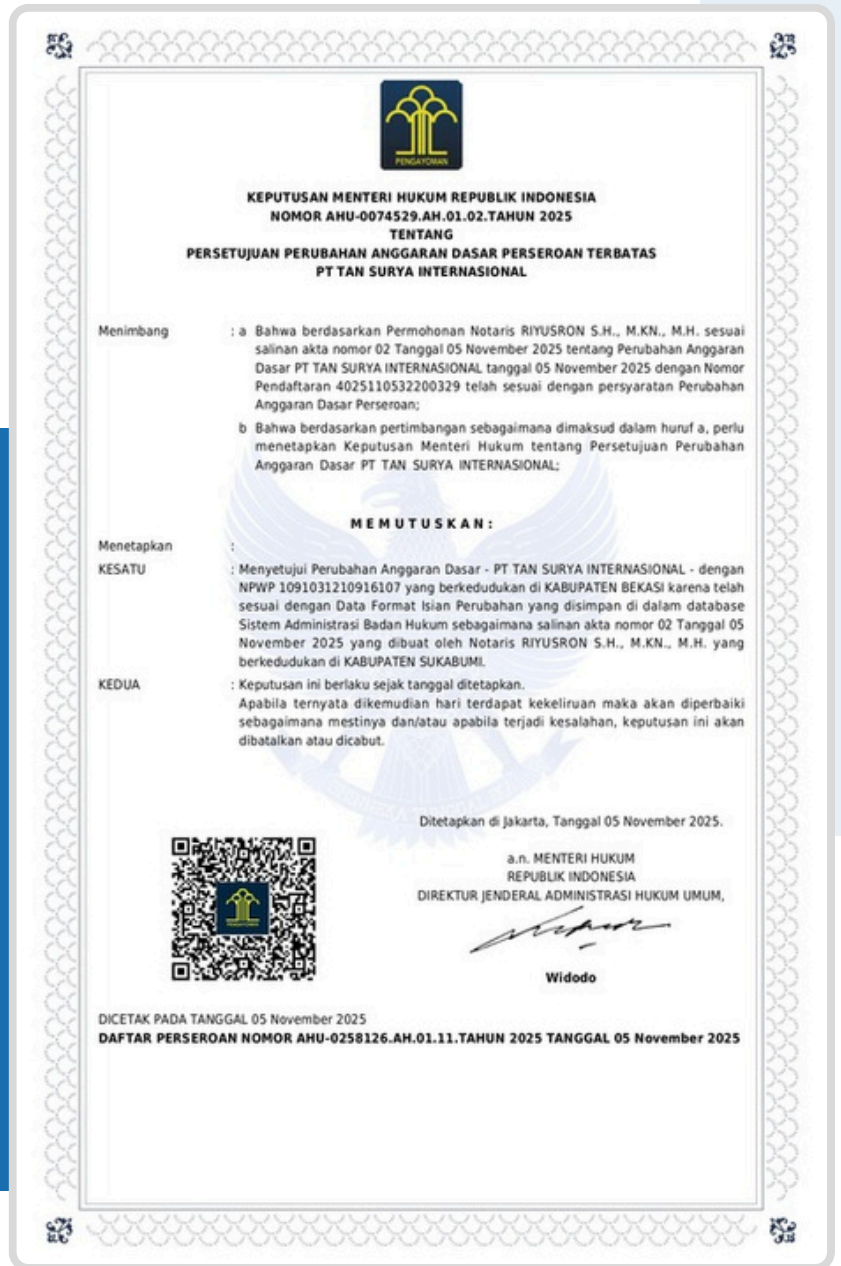 PENGAYOMAN
KEPUTUSAN MENTERI HUKUM REPUBLIK INDONESIA
NOMOR AHU-0074529.AH.01.02.TAHUN 2025
TENTANG
PERSETUJUAN PERUBAHAN ANGGARAN DASAR PERSEROAN TERBATAS
PT TAN SURYA INTERNASIONAL
Menimbang : a Bahwa berdasarkan Permohonan Notaris RIYUSRON S.H., M.KN., M.H. sesuai
salinan akta nomor 02 Tanggal 05 November 2025 tentang Perubahan Anggaran
Dasar PT TAN SURYA INTERNASIONAL tanggal 05 November 2025 dengan Nomor
Pendaftaran 4025110532200329 telah sesuai dengan persyaratan Perubahan
Anggaran Dasar Perseroan;
b Bahwa berdasarkan pertimbangan sebagaimana dimaksud dalam huruf a, perlu
menetapkan Keputusan Menteri Hukum tentang Persetujuan Perubahan
Anggaran Dasar PT TAN SURYA INTERNASIONAL;
MEMUTUSKAN:
Menetapkan :
KESATU : Menyetujui Perubahan Anggaran Dasar - PT TAN SURYA INTERNASIONAL - dengan
NPWP 1091031210916107 yang berkedudukan di KABUPATEN BEKASI karena telah
sesuai dengan Data Format Isian Perubahan yang disimpan di dalam database
Sistem Administrasi Badan Hukum sebagaimana salinan akta nomor 02 Tanggal 05
November 2025 yang dibuat oleh Notaris RIYUSRON S.H., M.KN., M.H. yang
berkedudukan di KABUPATEN SUKABUMI.
KEDUA : Keputusan ini berlaku sejak tanggal ditetapkan.
Apabila ternyata dikemudian hari terdapat kekeliruan maka akan diperbaiki
sebagaimana mestinya dan/atau apabila terjadi kesalahan, keputusan ini akan
dibatalkan atau dicabut.
Ditetapkan di Jakarta, Tanggal 05 November 2025.
a.n. MENTERI HUKUM
REPUBLIK INDONESIA
DIREKTUR JENDERAL ADMINISTRASI HUKUM UMUM,
Widodo
DICETAK PADA TANGGAL 05 November 2025
DAFTAR PERSEROAN NOMOR AHU-0258126.AH.01.11.TAHUN 2025 TANGGAL 05 November 2025